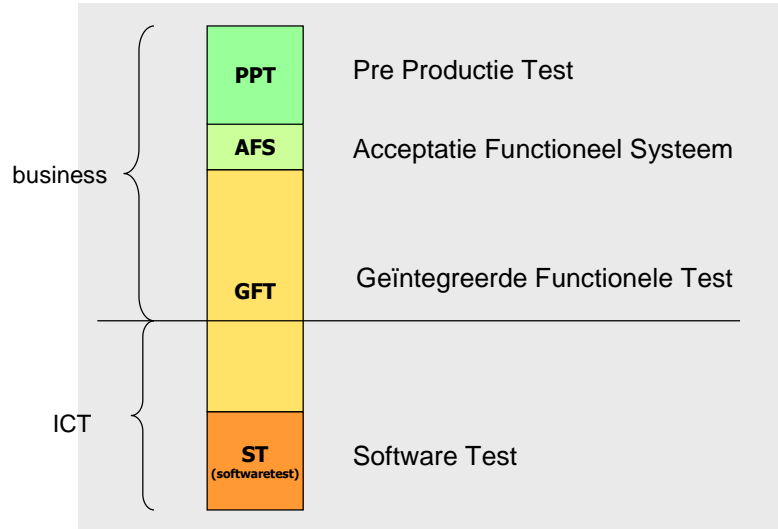 PPT
Pre Productie Test
AFS
Acceptatie Functioneel Systeem
business
GFT
Geïntegreerde Functionele Test
ICT
ST
(softwaretest)
Software Test